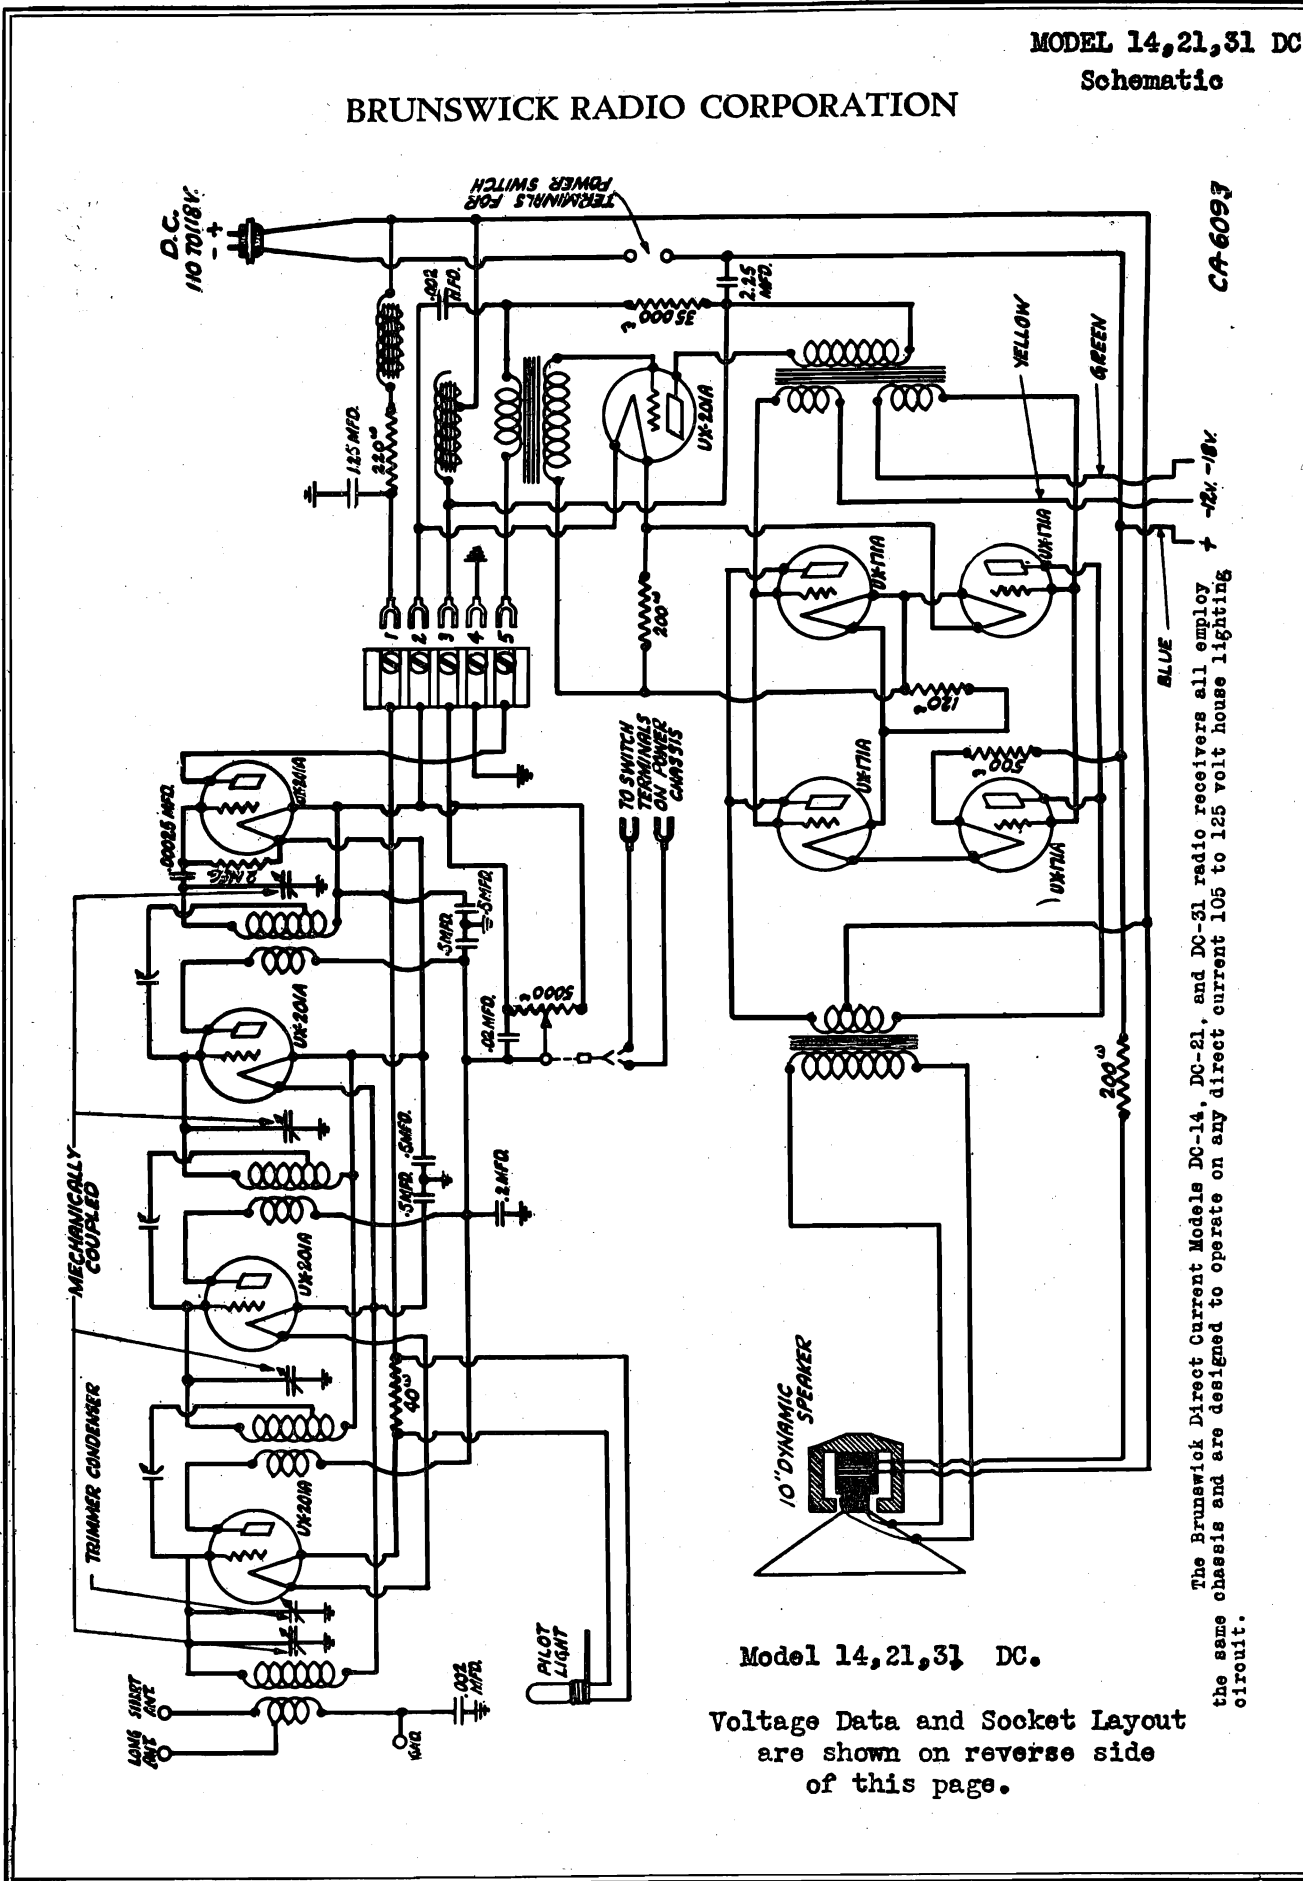 MODEL 14,21,31 DC
Schematic
BRUNSWICK RADIO CORPORATION
D.C.
110 TO 118 V.
- +
TERMINALS FOR
POWER SWITCH
CA-6093
.002
MFD.
2.25
MFD.
35000 ω
1.25 MFD.
220 ω
UX-201A
YELLOW
GREEN
+ -12V. -18V.
BLUE
1
2
3
4
5
200 ω
UX-171A
UX-171A
120 ω
UX-171A
500 ω
UX-171A
TO SWITCH
TERMINALS
ON POWER
CHASSIS
.00025 MFD.
UX-201A
2 MEG
.5 MFD.
.5 MFD.
5000 ω
.02 MFD.
UX-201A
MECHANICALLY
COUPLED
.5 MFD.
.5 MFD.
.2 MFD.
UX-201A
200 ω
40 ω
TRIMMER CONDENSER
UX-201A
10" DYNAMIC
SPEAKER
PILOT
LIGHT
SHORT
ANT
LONG
ANT
.002
MFD.
GND
The Brunswick Direct Current Models DC-14, DC-21, and DC-31 radio receivers all employ
the same chassis and are designed to operate on any direct current 105 to 125 volt house lighting
circuit.
Model 14,21,31 DC.
Voltage Data and Socket Layout
are shown on reverse side
of this page.